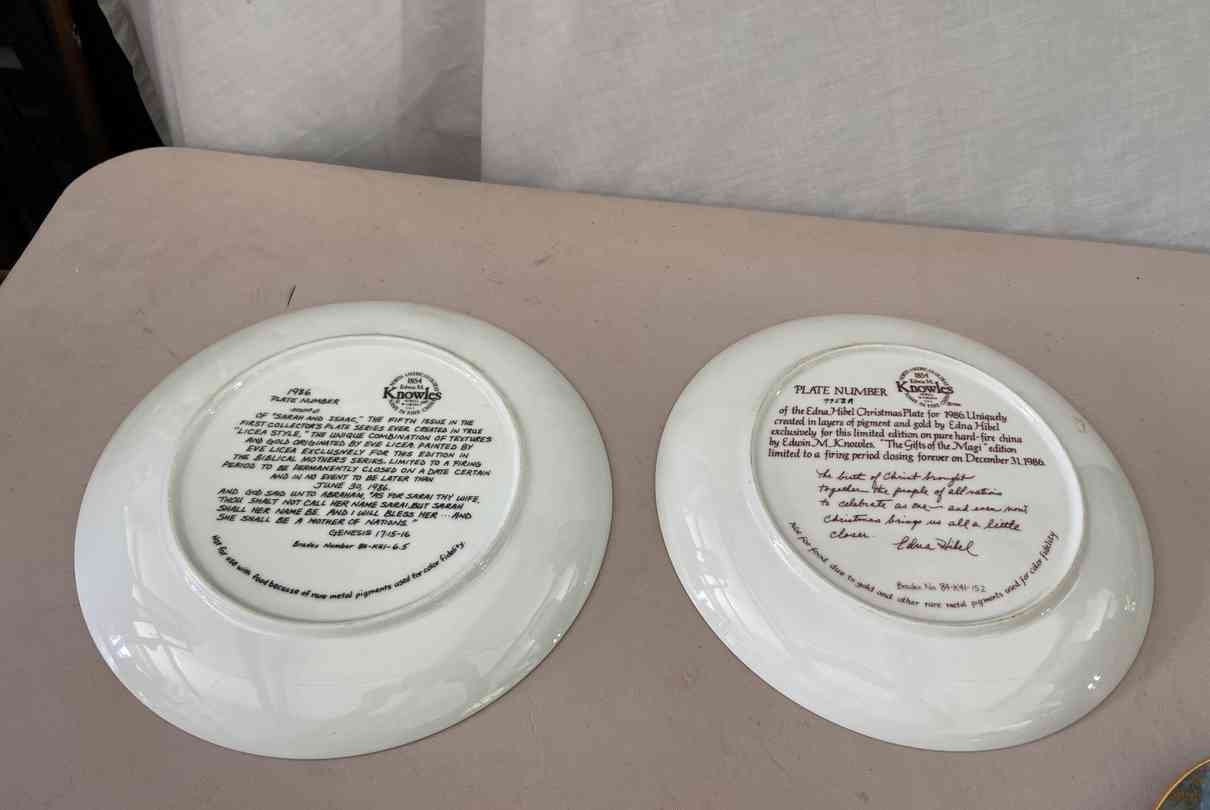 1986
PLATE NUMBER
1854
Edwin M.
Knowles
OF "SARAH AND ISAAC," THE FIFTH ISSUE IN THE
FIRST COLLECTOR'S PLATE SERIES EVER CREATED IN TRUE
"LICEA STYLE," THE UNIQUE COMBINATION OF TEXTURES
AND GOLD ORIGINATED BY EVE LICEA. PAINTED BY
EVE LICEA EXCLUSIVELY FOR THIS EDITION IN
THE BIBLICAL MOTHERS SERIES. LIMITED TO A FIRING
PERIOD TO BE PERMANENTLY CLOSED ON A DATE CERTAIN
AND IN NO EVENT TO BE LATER THAN
JUNE 30, 1986.
AND GOD SAID UNTO ABRAHAM, "AS FOR SARAI THY WIFE,
THOU SHALT NOT CALL HER NAME SARAI, BUT SARAH
SHALL HER NAME BE. AND I WILL BLESS HER ... AND
SHE SHALL BE A MOTHER OF NATIONS."
GENESIS 17:15-16
Bradex Number 84-K41-6.5
Not for use with food because of rare metal pigments used for color fidelity.
PLATE NUMBER
1854
Edwin M.
Knowles
of the Edna Hibel Christmas Plate for 1986. Uniquely
created in layers of pigment and gold by Edna Hibel
exclusively for this limited edition on pure hard-fire china
by Edwin M. Knowles. "The Gifts of the Magi" edition
limited to a firing period closing forever on December 31, 1986.
The birth of Christ brought
together the people of all nations
to celebrate as one — and even now
Christmas brings us all a little
closer.
Edna Hibel
Bradex No. 84-K41-15.2
Not for food due to gold and other rare metal pigments used for color fidelity